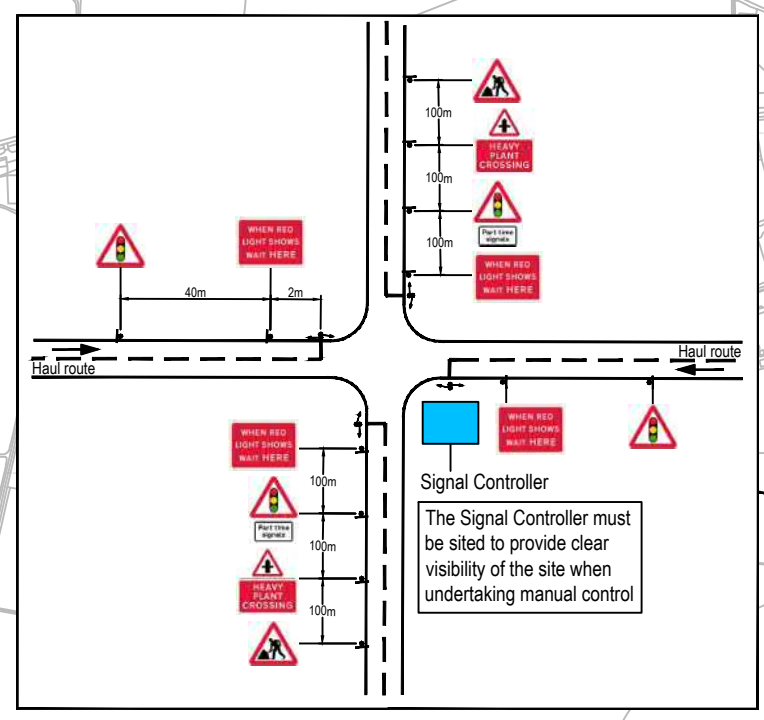 100m
HEAVY
PLANT
CROSSING
100m
Part time
signals
100m
WHEN RED
LIGHT SHOWS
WAIT HERE
WHEN RED
LIGHT SHOWS
WAIT HERE
40m
2m
Haul route
Haul route
WHEN RED
LIGHT SHOWS
WAIT HERE
100m
Part time
signals
100m
HEAVY
PLANT
CROSSING
100m
WHEN RED
LIGHT SHOWS
WAIT HERE
Signal Controller
The Signal Controller must
be sited to provide clear
visibility of the site when
undertaking manual control